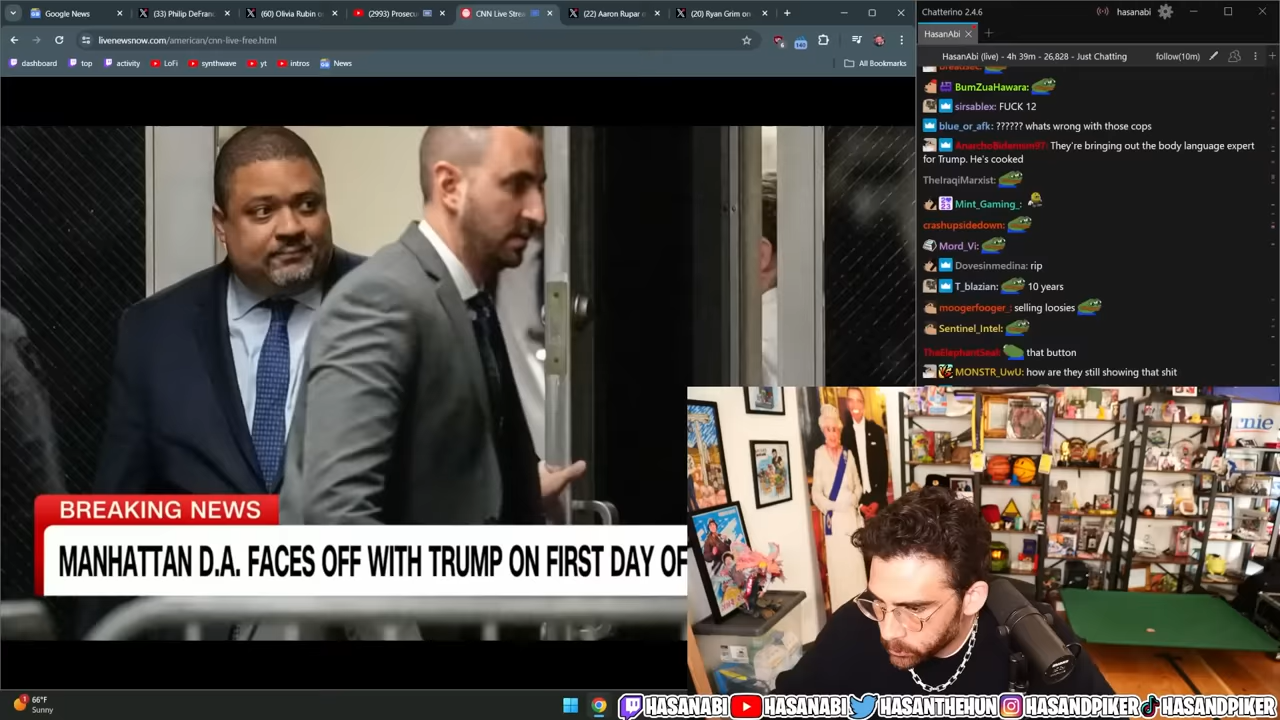 Google News
(33) Philip DeFran
(60) Olivia Rubin o
(2993) Prosecu
CNN Live Stre
(22) Aaron Rupar
(20) Ryan Grim on
livenewsnow.com/american/cnn-live-free.html
dashboard
top
activity
LoFi
synthwave
yt
intros
News
All Bookmarks
BREAKING NEWS
MANHATTAN D.A. FACES OFF WITH TRUMP ON FIRST DAY OF
Chatterino 2.4.6
hasanabi
HasanAbi
HasanAbi (live) - 4h 39m - 26,828 - Just Chatting
follow(10m)
BumZuaHawara:
sirsablex: FUCK 12
blue_or_afk: ?????? whats wrong with those cops
They're bringing out the body language expert
for Trump. He's cooked
TheIraqiMarxist:
Mint_Gaming_:
crashupsidedown:
Mord_Vi:
Dovesinmedina: rip
T_blazian: 10 years
moogerfooger_: selling loosies
Sentinel_Intel:
TheElephantSeal: that button
MONSTR_UwU: how are they still showing that shit
rnie
66°F
Sunny
HASANABI
HASANABI
HASANTHEHUN
HASANDPIKER
HASANDPIKER